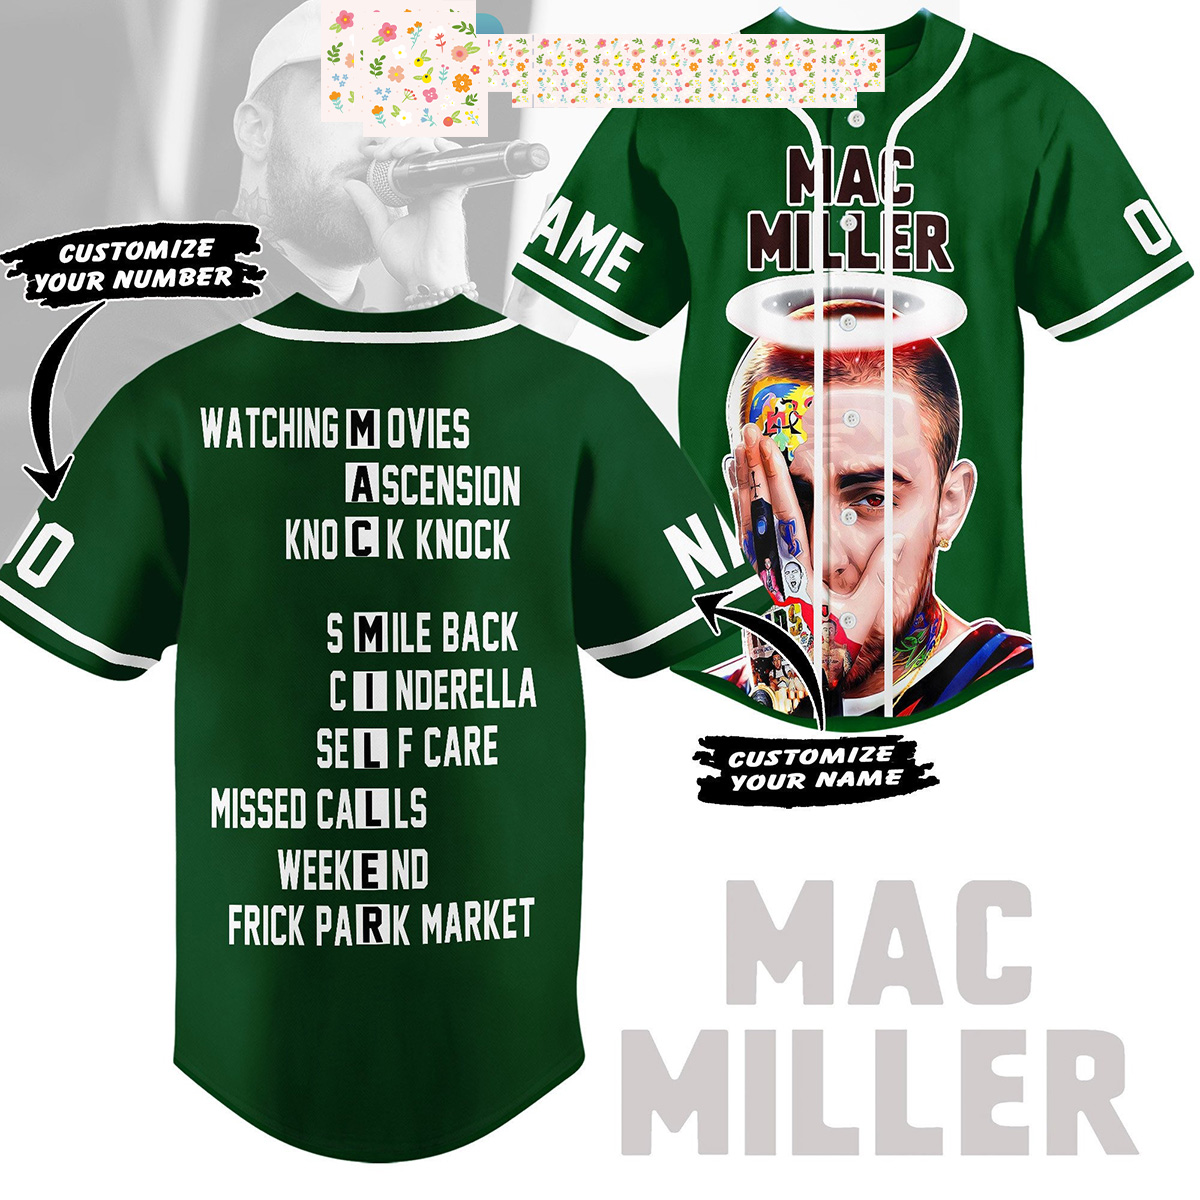 MAC
MILLER
AME
0
CUSTOMIZE
YOUR NUMBER
WATCHING MOVIES
ASCENSION
KNOCK KNOCK
00
NA
SMILE BACK
CINDERELLA
SELF CARE
MISSED CALLS
WEEKEND
FRICK PARK MARKET
CUSTOMIZE
YOUR NAME
MAC
MILLER